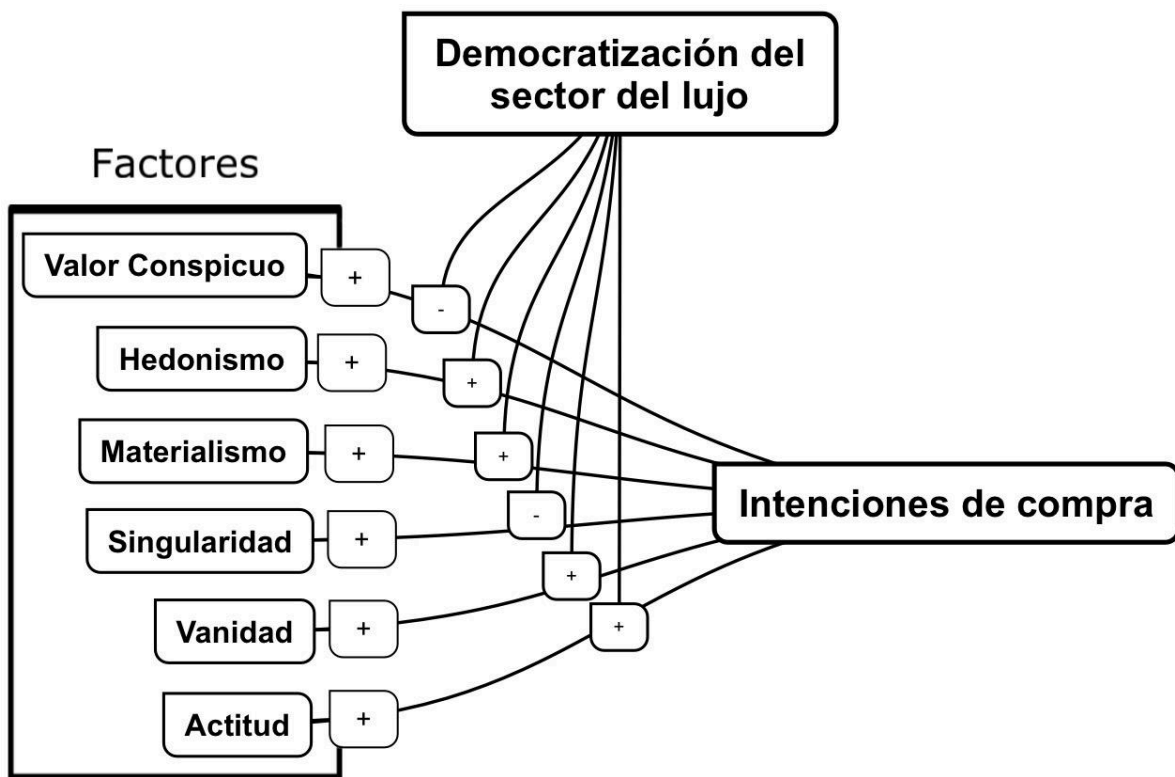 Democratización del
sector del lujo
Factores
Valor Conspicuo
+
-
Hedonismo
+
+
Materialismo
+
+
Singularidad
+
-
Vanidad
+
+
Actitud
+
+
Intenciones de compra